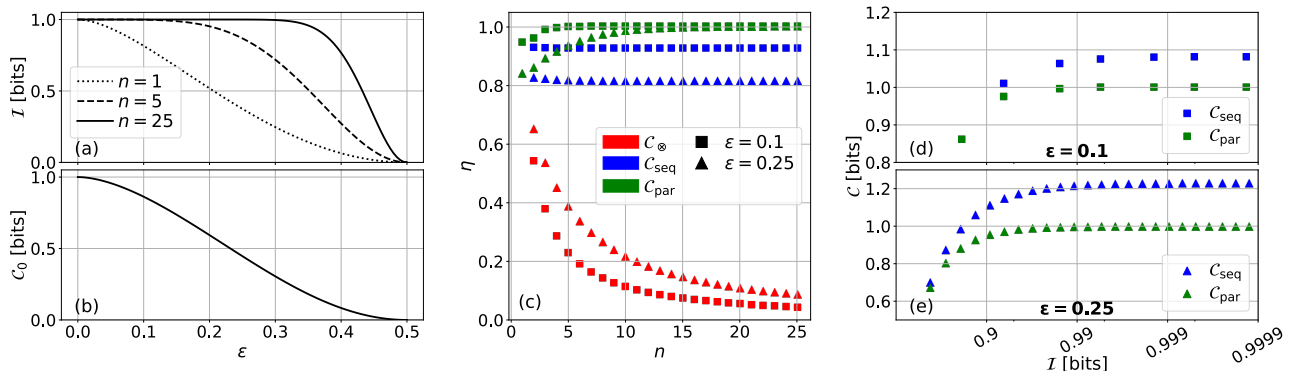 1.0
0.5
0.0
I [bits]
n = 1
n = 5
n = 25
(a)
1.0
0.5
0.0
C₀ [bits]
(b)
0.0 0.1 0.2 0.3 0.4 0.5
ε
1.0
0.8
0.6
0.4
0.2
0.0
η
C⊗ ε = 0.1
Cseq ε = 0.25
Cpar
(c)
1 5 10 15 20 25
n
1.2
1.1
1.0
0.9
0.8
Cseq
Cpar
(d)
ε = 0.1
C [bits]
1.2
1.0
0.8
0.6
Cseq
Cpar
(e)
ε = 0.25
0.9 0.99 0.999 0.9999
I [bits]